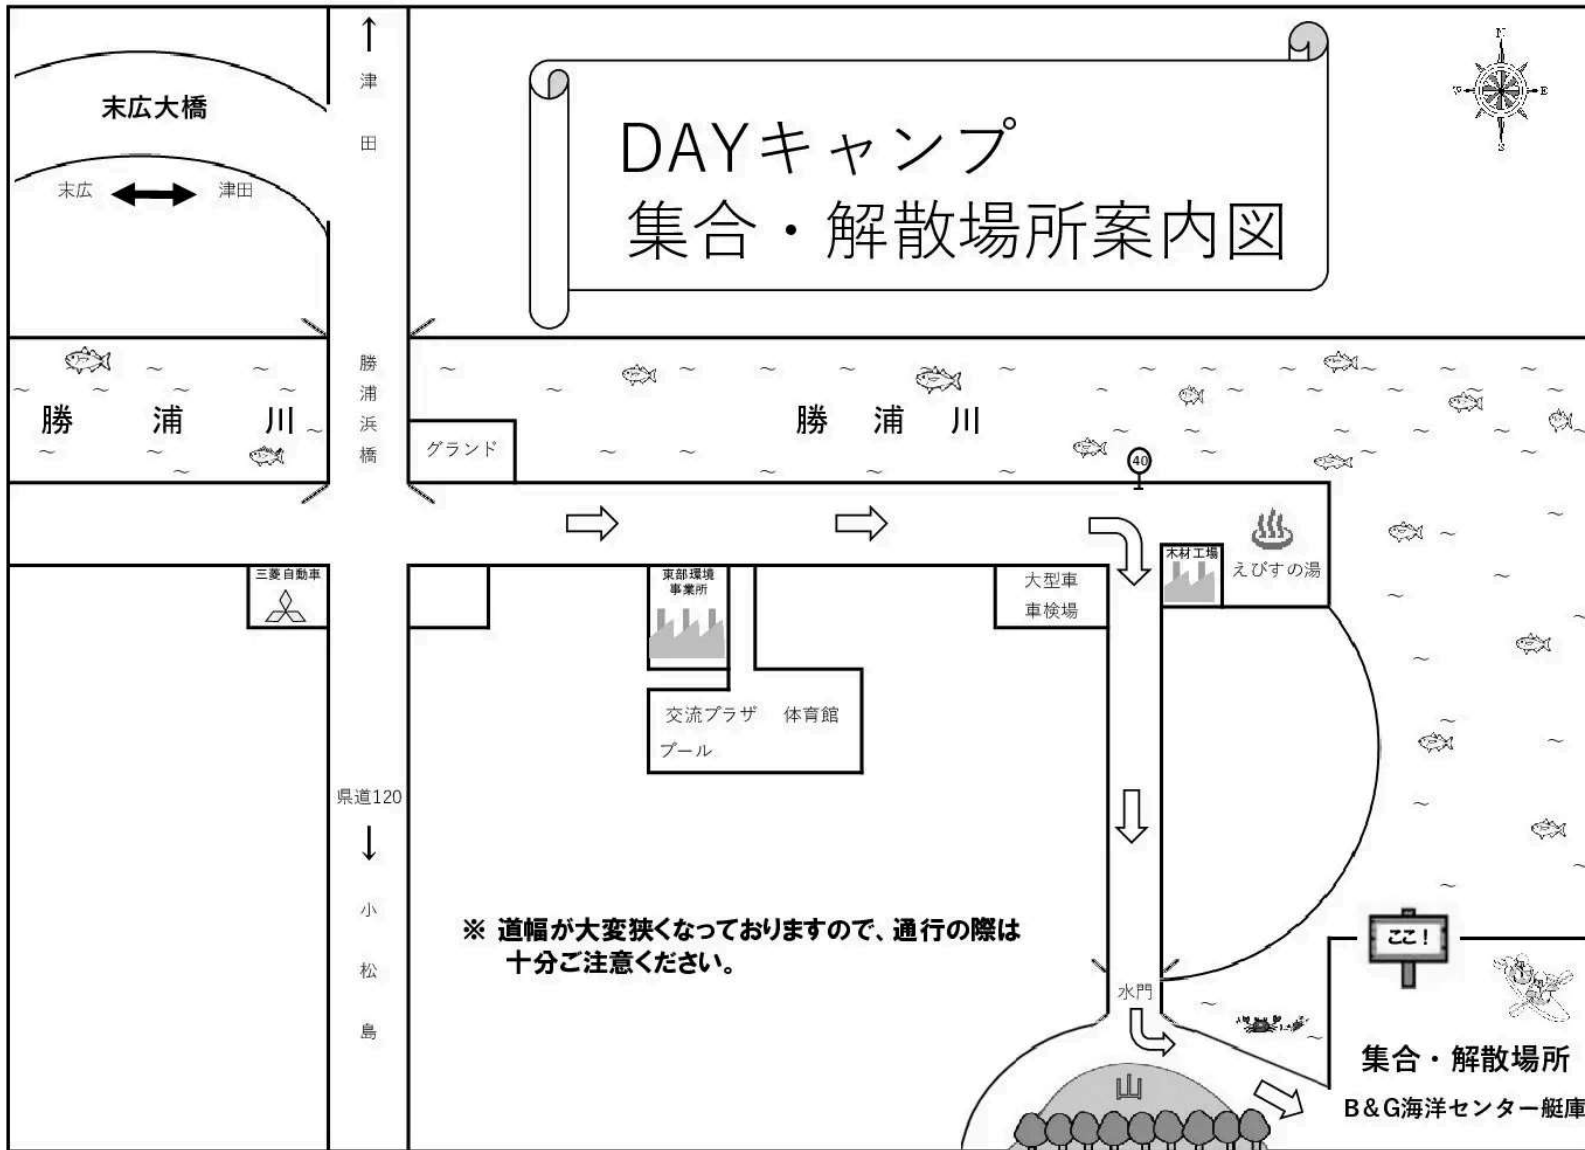 DAYキャンプ
集合・解散場所案内図
N
E
S
津田
末広大橋
末広
津田
勝浦川
勝浦浜橋
勝浦川
グランド
40
三菱自動車
東部環境
事業所
大型車
車検場
木材工場
えびすの湯
交流プラザ
体育館
プール
県道120
小松島
※ 道幅が大変狭くなっておりますので、通行の際は
十分ご注意ください。
水門
山
ここ！
集合・解散場所
B&G海洋センター艇庫